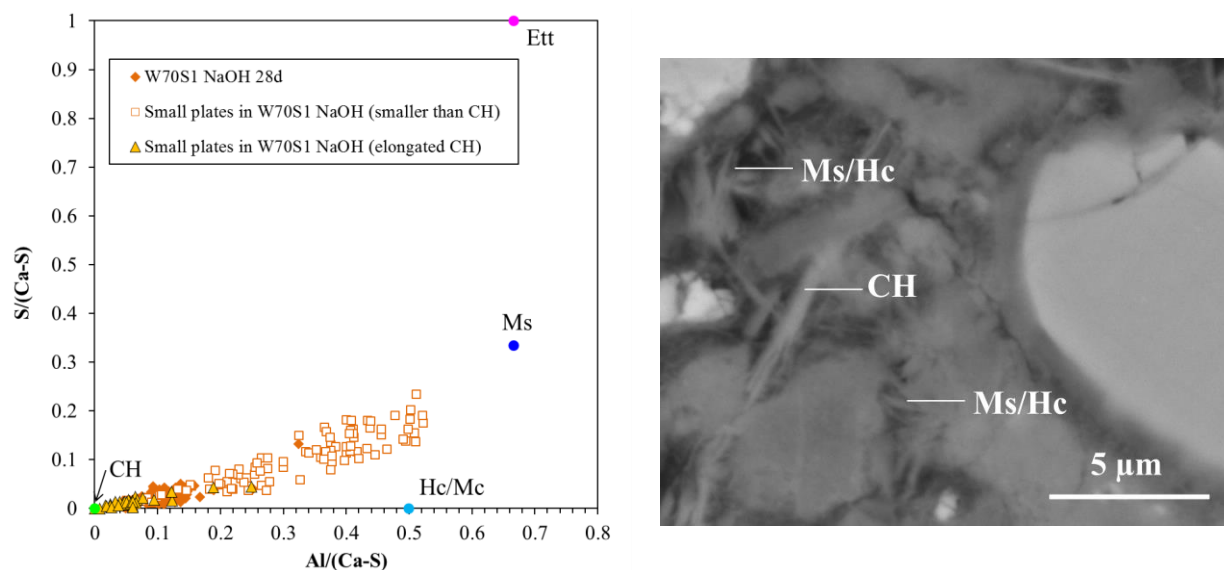 1
0.9
0.8
0.7
0.6
0.5
0.4
0.3
0.2
0.1
0
S/(Ca-S)
Ett
W70S1 NaOH 28d
Small plates in W70S1 NaOH (smaller than CH)
Small plates in W70S1 NaOH (elongated CH)
Ms
CH
Hc/Mc
0 0.1 0.2 0.3 0.4 0.5 0.6 0.7 0.8
Al/(Ca-S)
Ms/Hc
CH
Ms/Hc
5 µm